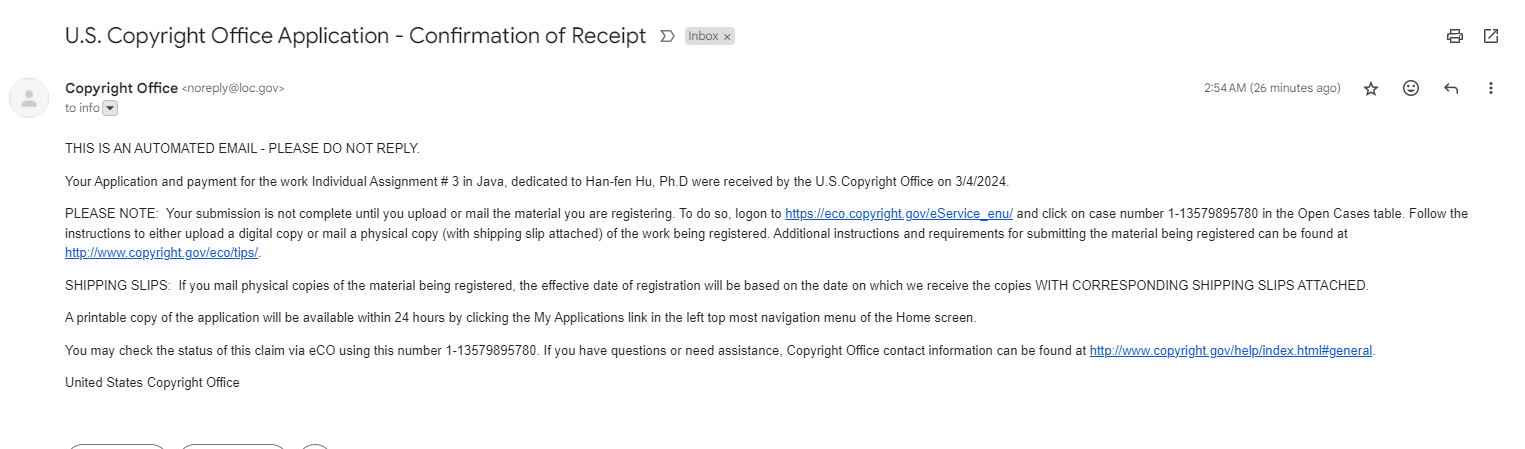 U.S. Copyright Office Application - Confirmation of Receipt Inbox ×
Copyright Office <noreply@loc.gov> 2:54 AM (26 minutes ago)
to info
THIS IS AN AUTOMATED EMAIL - PLEASE DO NOT REPLY.
Your Application and payment for the work Individual Assignment # 3 in Java, dedicated to Han-fen Hu, Ph.D were received by the U.S.Copyright Office on 3/4/2024.
PLEASE NOTE:  Your submission is not complete until you upload or mail the material you are registering. To do so, logon to https://eco.copyright.gov/eService_enu/ and click on case number 1-13579895780 in the Open Cases table. Follow the
instructions to either upload a digital copy or mail a physical copy (with shipping slip attached) of the work being registered. Additional instructions and requirements for submitting the material being registered can be found at
http://www.copyright.gov/eco/tips/.
SHIPPING SLIPS:  If you mail physical copies of the material being registered, the effective date of registration will be based on the date on which we receive the copies WITH CORRESPONDING SHIPPING SLIPS ATTACHED.
A printable copy of the application will be available within 24 hours by clicking the My Applications link in the left top most navigation menu of the Home screen.
You may check the status of this claim via eCO using this number 1-13579895780. If you have questions or need assistance, Copyright Office contact information can be found at http://www.copyright.gov/help/index.html#general.
United States Copyright Office